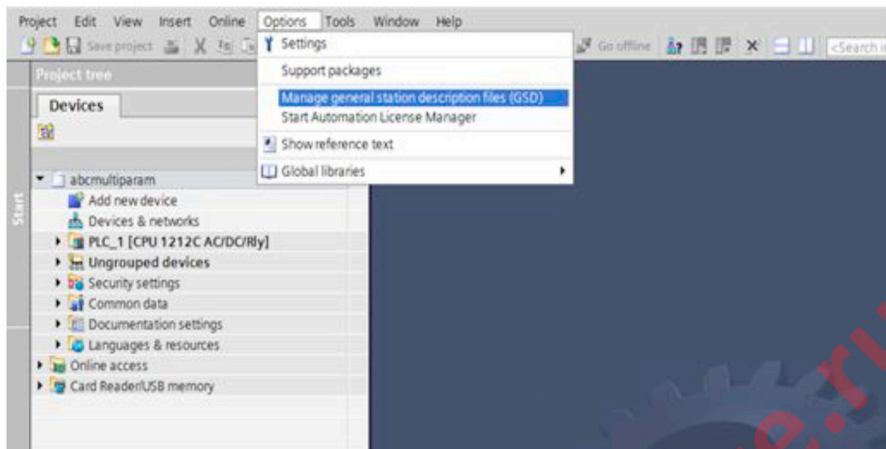 Project Edit View Insert Online Options Tools Window Help
Save project Go offline <Search in
Settings
Support packages
Manage general station description files (GSD)
Start Automation License Manager
Show reference text
Global libraries
Project tree
Devices
Start
abcmultiparam
Add new device
Devices & networks
PLC_1 [CPU 1212C AC/DC/Rly]
Ungrouped devices
Security settings
Common data
Documentation settings
Languages & resources
Online access
Card Reader/USB memory